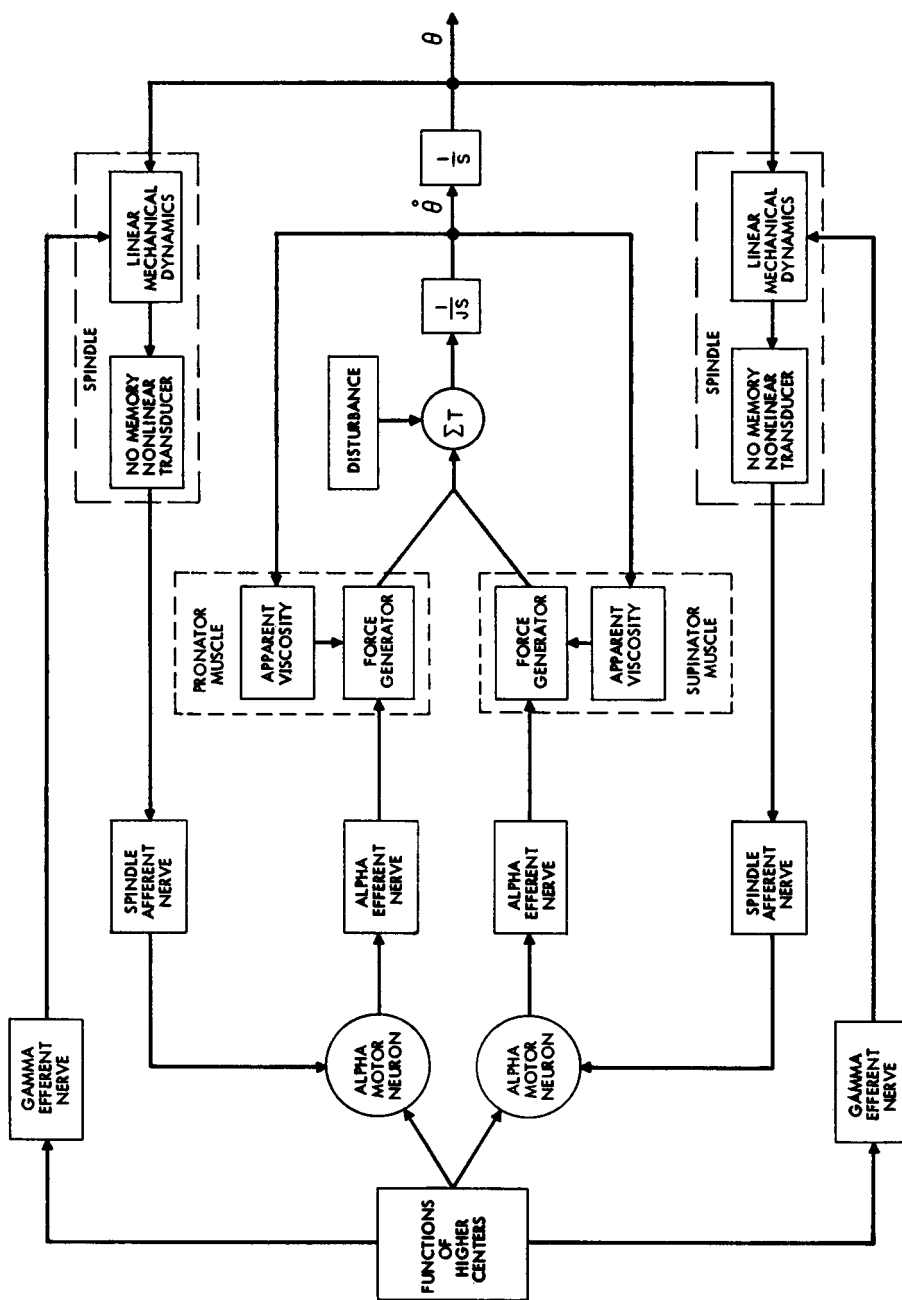 GAMMA
EFFERENT
NERVE
SPINDLE
AFFERENT
NERVE
SPINDLE
NO MEMORY
NONLINEAR
TRANSDUCER
LINEAR
MECHANICAL
DYNAMICS
FUNCTIONS
OF
HIGHER
CENTERS
ALPHA
MOTOR
NEURON
ALPHA
EFFERENT
NERVE
PRONATOR
MUSCLE
APPARENT
VISCOSITY
FORCE
GENERATOR
DISTURBANCE
ΣT
1
JS
θ̇
1
S
θ
ALPHA
MOTOR
NEURON
ALPHA
EFFERENT
NERVE
FORCE
GENERATOR
APPARENT
VISCOSITY
SUPINATOR
MUSCLE
GAMMA
EFFERENT
NERVE
SPINDLE
AFFERENT
NERVE
SPINDLE
NO MEMORY
NONLINEAR
TRANSDUCER
LINEAR
MECHANICAL
DYNAMICS